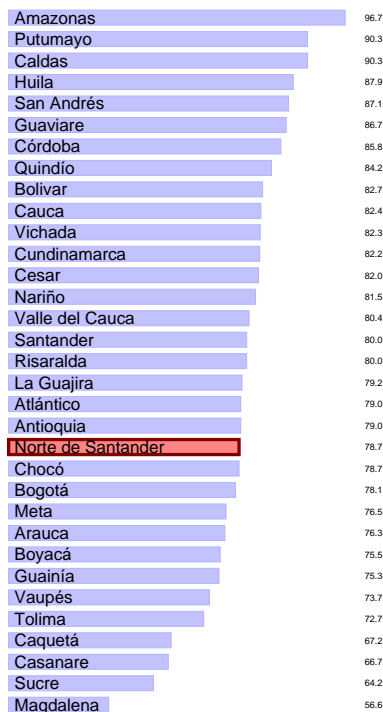 Amazonas 96.7
Putumayo 90.3
Caldas 90.3
Huila 87.9
San Andrés 87.1
Guaviare 86.7
Córdoba 85.8
Quindío 84.2
Bolivar 82.7
Cauca 82.4
Vichada 82.3
Cundinamarca 82.2
Cesar 82.0
Nariño 81.5
Valle del Cauca 80.4
Santander 80.0
Risaralda 80.0
La Guajira 79.2
Atlántico 79.0
Antioquia 79.0
Norte de Santander 78.7
Chocó 78.7
Bogotá 78.1
Meta 76.5
Arauca 76.3
Boyacá 75.5
Guainía 75.3
Vaupés 73.7
Tolima 72.7
Caquetá 67.2
Casanare 66.7
Sucre 64.2
Magdalena 56.6